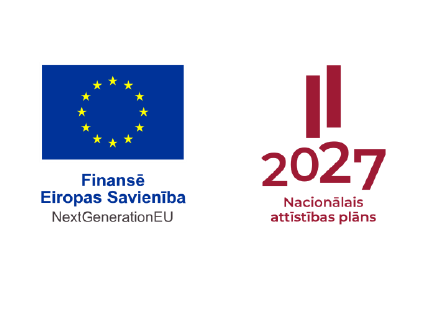 Finansē
Eiropas Savienība
NextGenerationEU
2027
Nacionālais
attīstības plāns